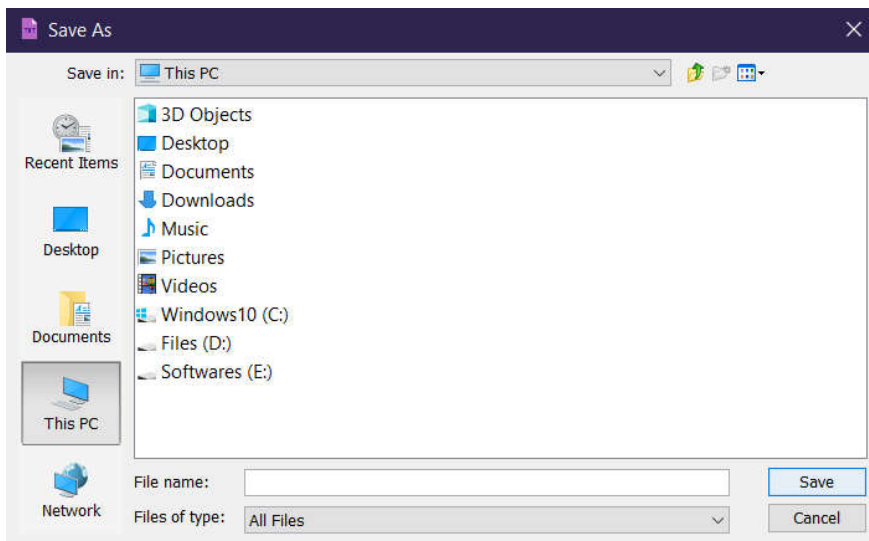 Save As
Save in: This PC
3D Objects
Desktop
Documents
Downloads
Music
Pictures
Videos
Windows10 (C:)
Files (D:)
Softwares (E:)
Recent Items
Desktop
Documents
This PC
Network
File name:
Save
Files of type: All Files
Cancel